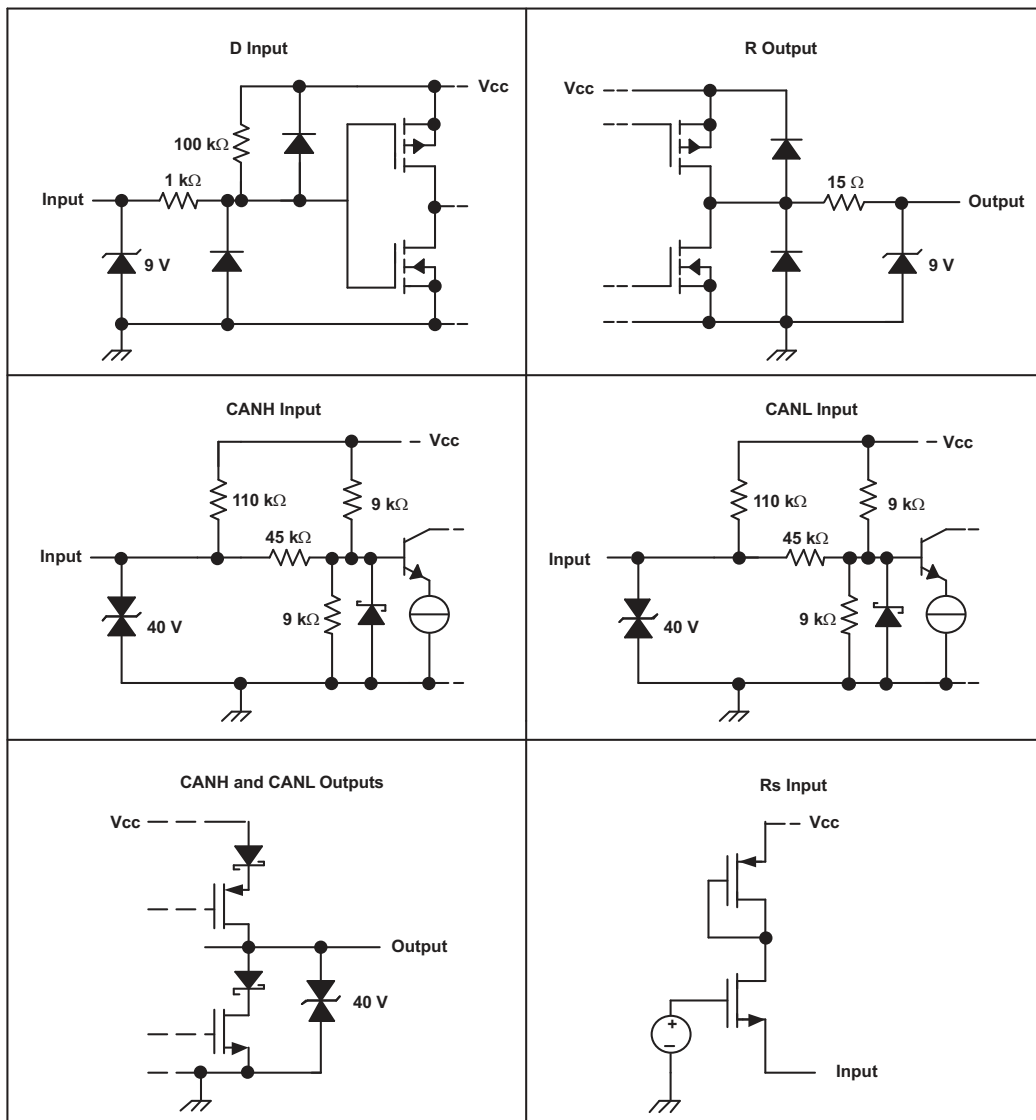 D Input
Vcc
100 kΩ
1 kΩ
Input
9 V
R Output
Vcc
15 Ω
Output
9 V
CANH Input
Vcc
110 kΩ
9 kΩ
45 kΩ
Input
9 kΩ
40 V
CANL Input
Vcc
110 kΩ
9 kΩ
45 kΩ
Input
9 kΩ
40 V
CANH and CANL Outputs
Vcc
Output
40 V
Rs Input
Vcc
+
−
Input